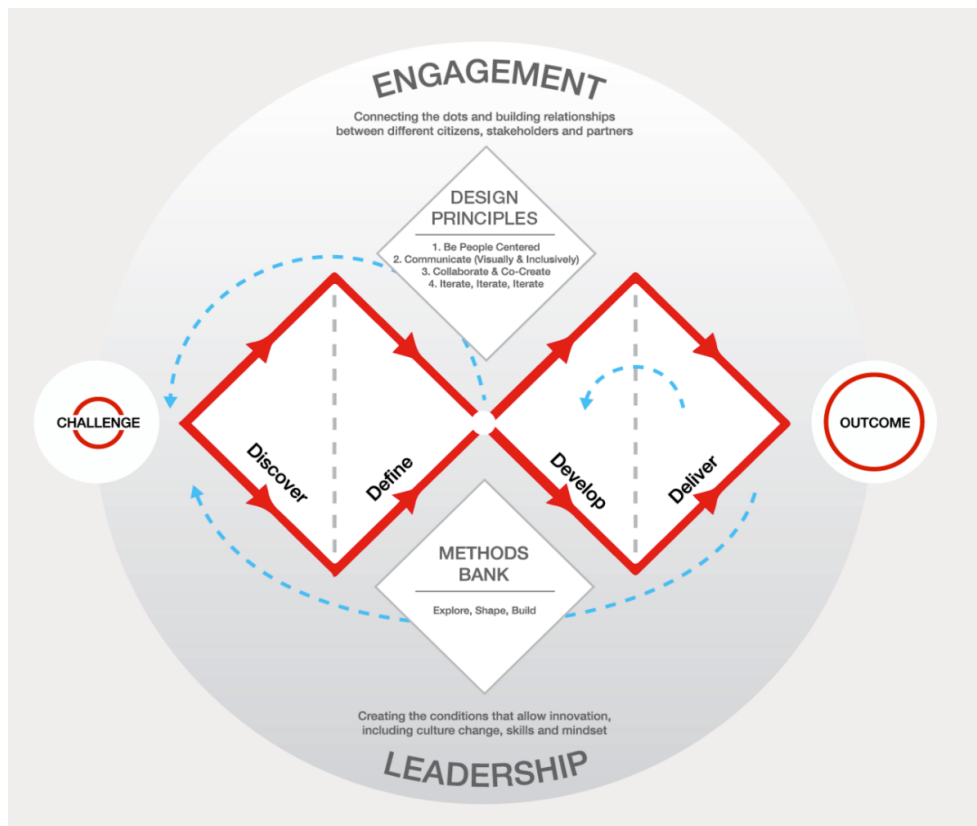 ENGAGEMENT
Connecting the dots and building relationships
between different citizens, stakeholders and partners
DESIGN
PRINCIPLES
1. Be People Centered
2. Communicate (Visually & Inclusively)
3. Collaborate & Co-Create
4. Iterate, Iterate, Iterate
CHALLENGE
Discover
Define
Develop
Deliver
OUTCOME
METHODS
BANK
Explore, Shape, Build
Creating the conditions that allow innovation,
including culture change, skills and mindset
LEADERSHIP